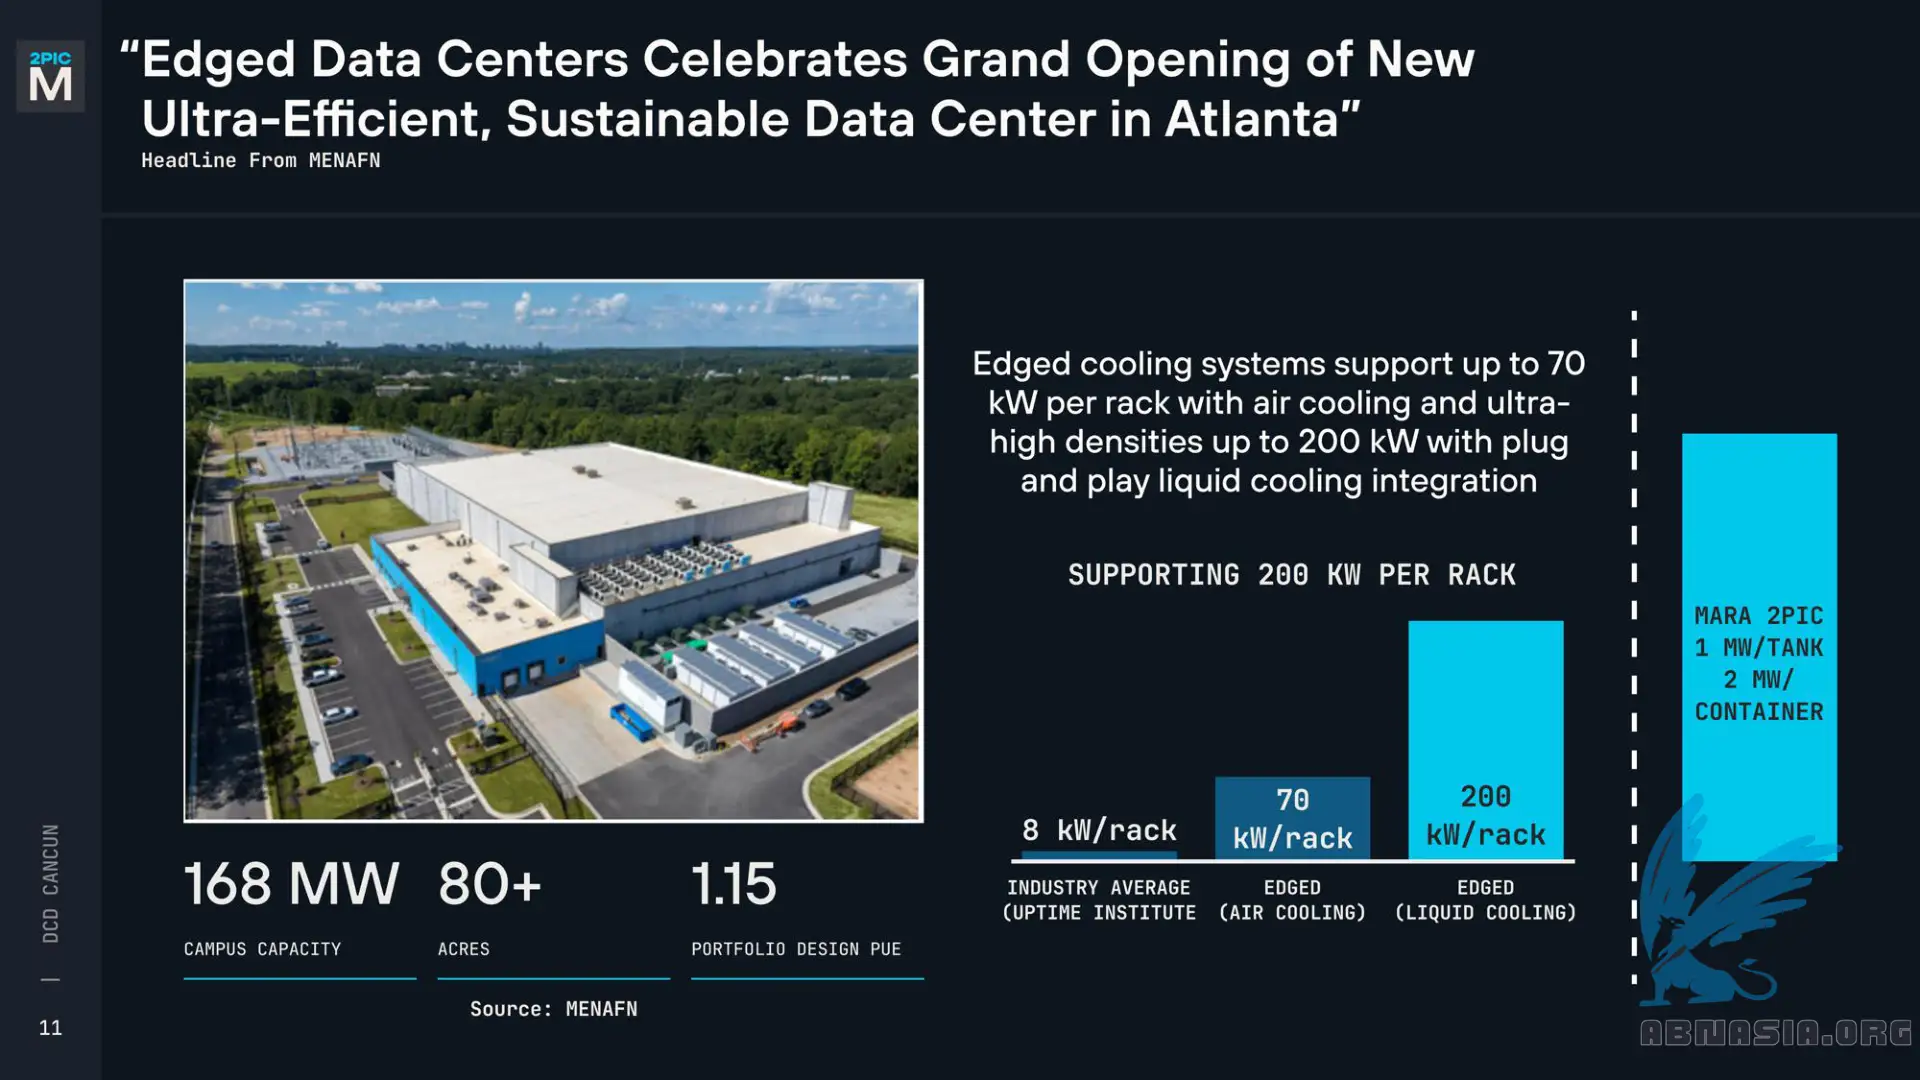 2PIC
M
“Edged Data Centers Celebrates Grand Opening of New
Ultra-Efficient, Sustainable Data Center in Atlanta”
Headline From MENAFN
Edged cooling systems support up to 70
kW per rack with air cooling and ultra-
high densities up to 200 kW with plug
and play liquid cooling integration
SUPPORTING 200 KW PER RACK
8 kW/rack
70
kW/rack
200
kW/rack
INDUSTRY AVERAGE
(UPTIME INSTITUTE
EDGED
(AIR COOLING)
EDGED
(LIQUID COOLING)
MARA 2PIC
1 MW/TANK
2 MW/
CONTAINER
168 MW
CAMPUS CAPACITY
80+
ACRES
1.15
PORTFOLIO DESIGN PUE
Source: MENAFN
DCD CANCUN
|
11
ABNASIA.ORG